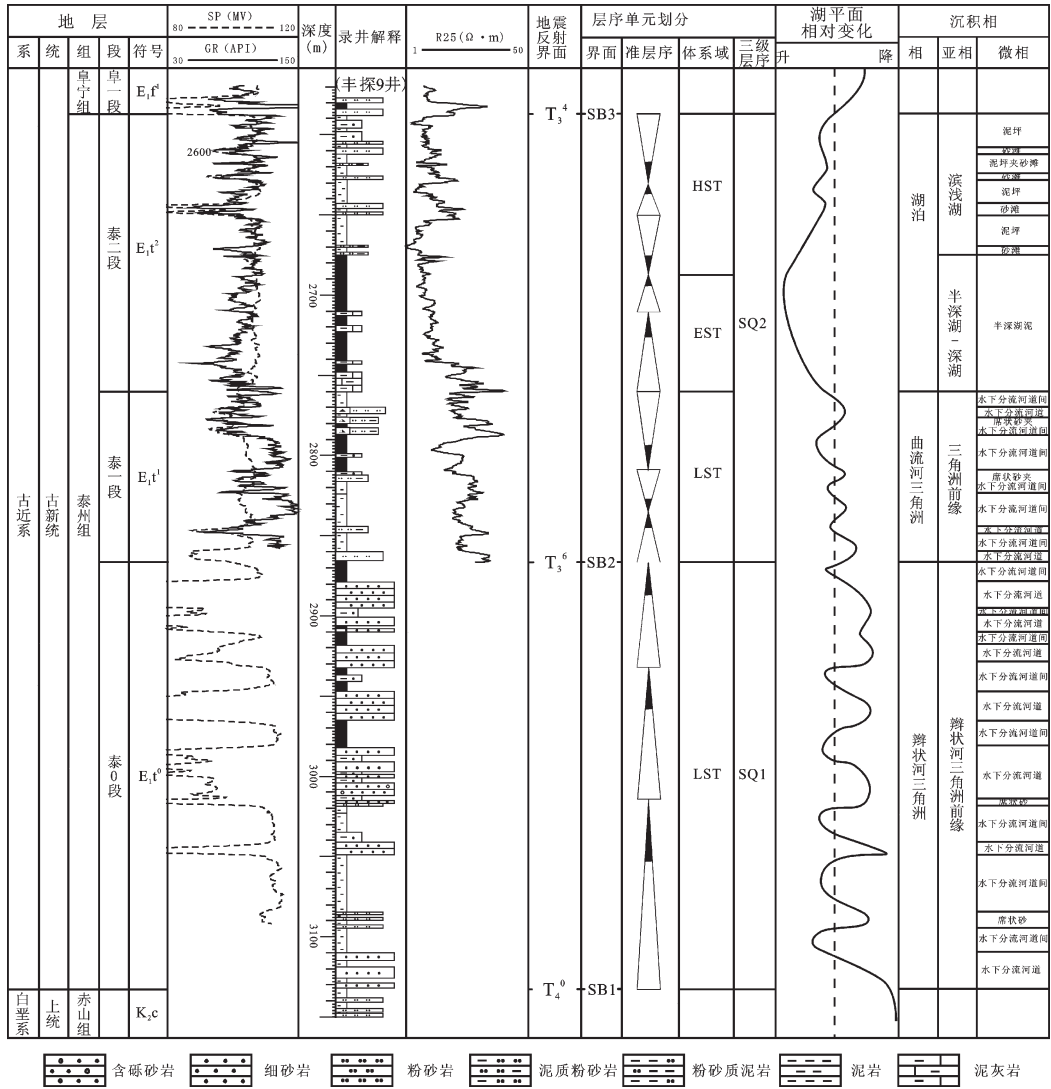 地 层
SP (MV)
80 120
GR (API)
30 150
深度
(m)
录井解释
R25(Ω·m)
1 50
地震
反射
界面
层序单元划分
湖平面
相对变化
沉积相
系 统 组 段 符号
界面 准层序 体系域 三级
层序
升 降
相 亚相 微相
阜宁组
阜一段
E₁f¹
(丰探9井)
T₃⁴
SB3
2600
2700
2800
2900
3000
3100
古近系
古新统
泰州组
泰二段
E₁t²
泰一段
E₁t¹
泰0段
E₁t⁰
T₃⁶
SB2
T₄⁰
SB1
HST
EST
LST
LST
SQ2
SQ1
湖泊
滨浅湖
半深湖-深湖
曲流河三角洲
三角洲前缘
辫状河三角洲
辫状河三角洲前缘
泥坪
砂滩
泥坪夹砂滩
砂滩
泥坪
砂滩
泥坪
砂滩
半深湖泥
水下分流河道间
水下分流河道
席状砂夹
水下分流河道间
水下分流河道间
席状砂夹
水下分流河道间
水下分流河道间
水下分流河道
水下分流河道间
水下分流河道
水下分流河道间
水下分流河道
水下分流河道间
水下分流河道
水下分流河道间
水下分流河道
水下分流河道间
水下分流河道
水下分流河道间
水下分流河道
席状砂
水下分流河道间
水下分流河道
水下分流河道间
席状砂
水下分流河道间
水下分流河道
白垩系
上统
赤山组
K₂c
含砾砂岩
细砂岩
粉砂岩
泥质粉砂岩
粉砂质泥岩
泥岩
泥灰岩